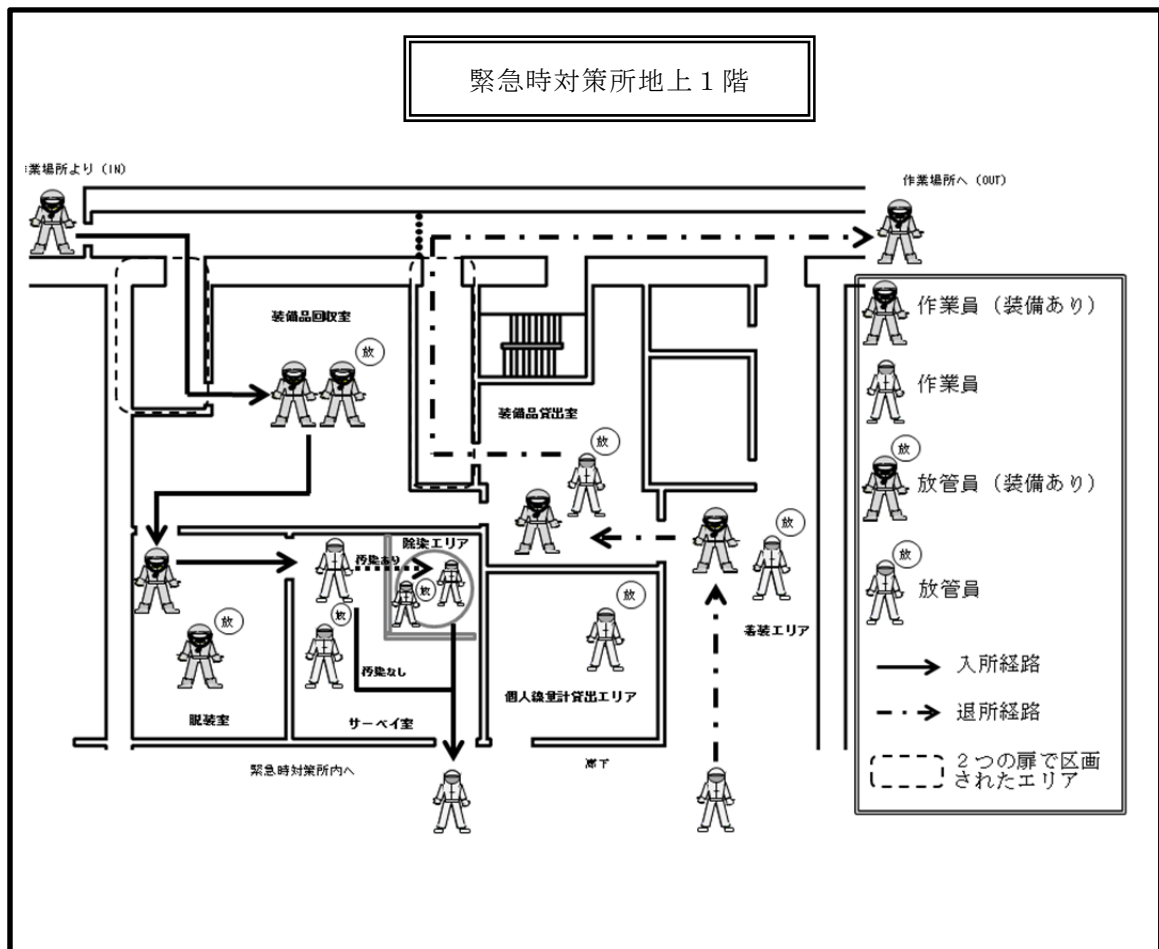 緊急時対策所地上１階
作業場所より（IN）
作業場所へ（OUT）
装備品回収室
放
装備品貸出室
放
放
除染エリア
汚染あり
放
放
放
放
汚染なし
着装エリア
個人線量計貸出エリア
脱装室
サーベイ室
緊急時対策所内へ
廊下
作業員（装備あり）
作業員
放
放管員（装備あり）
放
放管員
入所経路
退所経路
２つの扉で区画
されたエリア